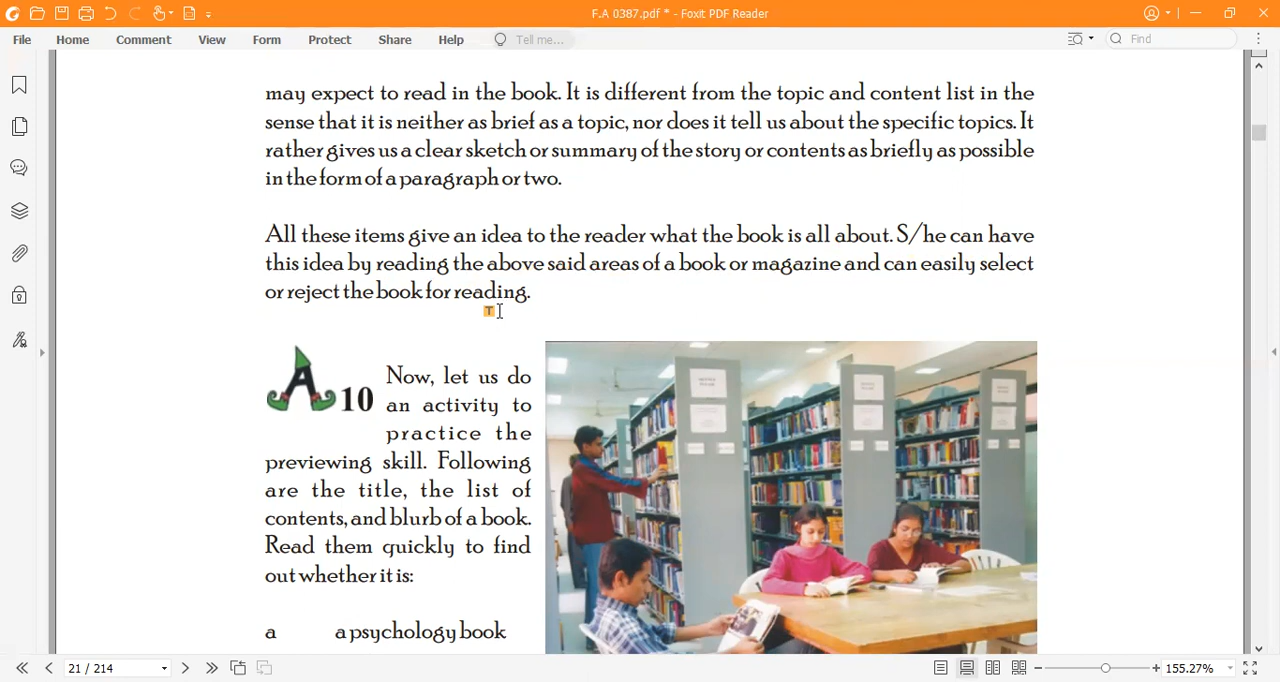 F.A 0387.pdf * - Foxit PDF Reader
File Home Comment View Form Protect Share Help Tell me... Find
may expect to read in the book. It is different from the topic and content list in the
sense that it is neither as brief as a topic, nor does it tell us about the specific topics. It
rather gives us a clear sketch or summary of the story or contents as briefly as possible
in the form of a paragraph or two.
All these items give an idea to the reader what the book is all about. S/he can have
this idea by reading the above said areas of a book or magazine and can easily select
or reject the book for reading.
T
A10 Now, let us do
an activity to
practice the
previewing skill. Following
are the title, the list of
contents, and blurb of a book.
Read them quickly to find
out whether it is:
a a psychology book
21 / 214 155.27%